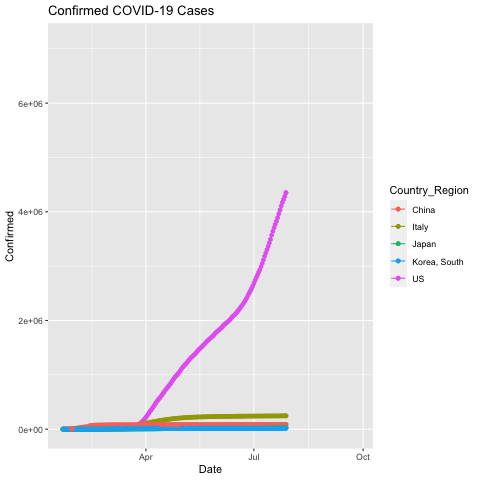 Confirmed COVID-19 Cases
6e+06
4e+06
2e+06
0e+00
Confirmed
Apr
Jul
Oct
Date
Country_Region
China
Italy
Japan
Korea, South
US